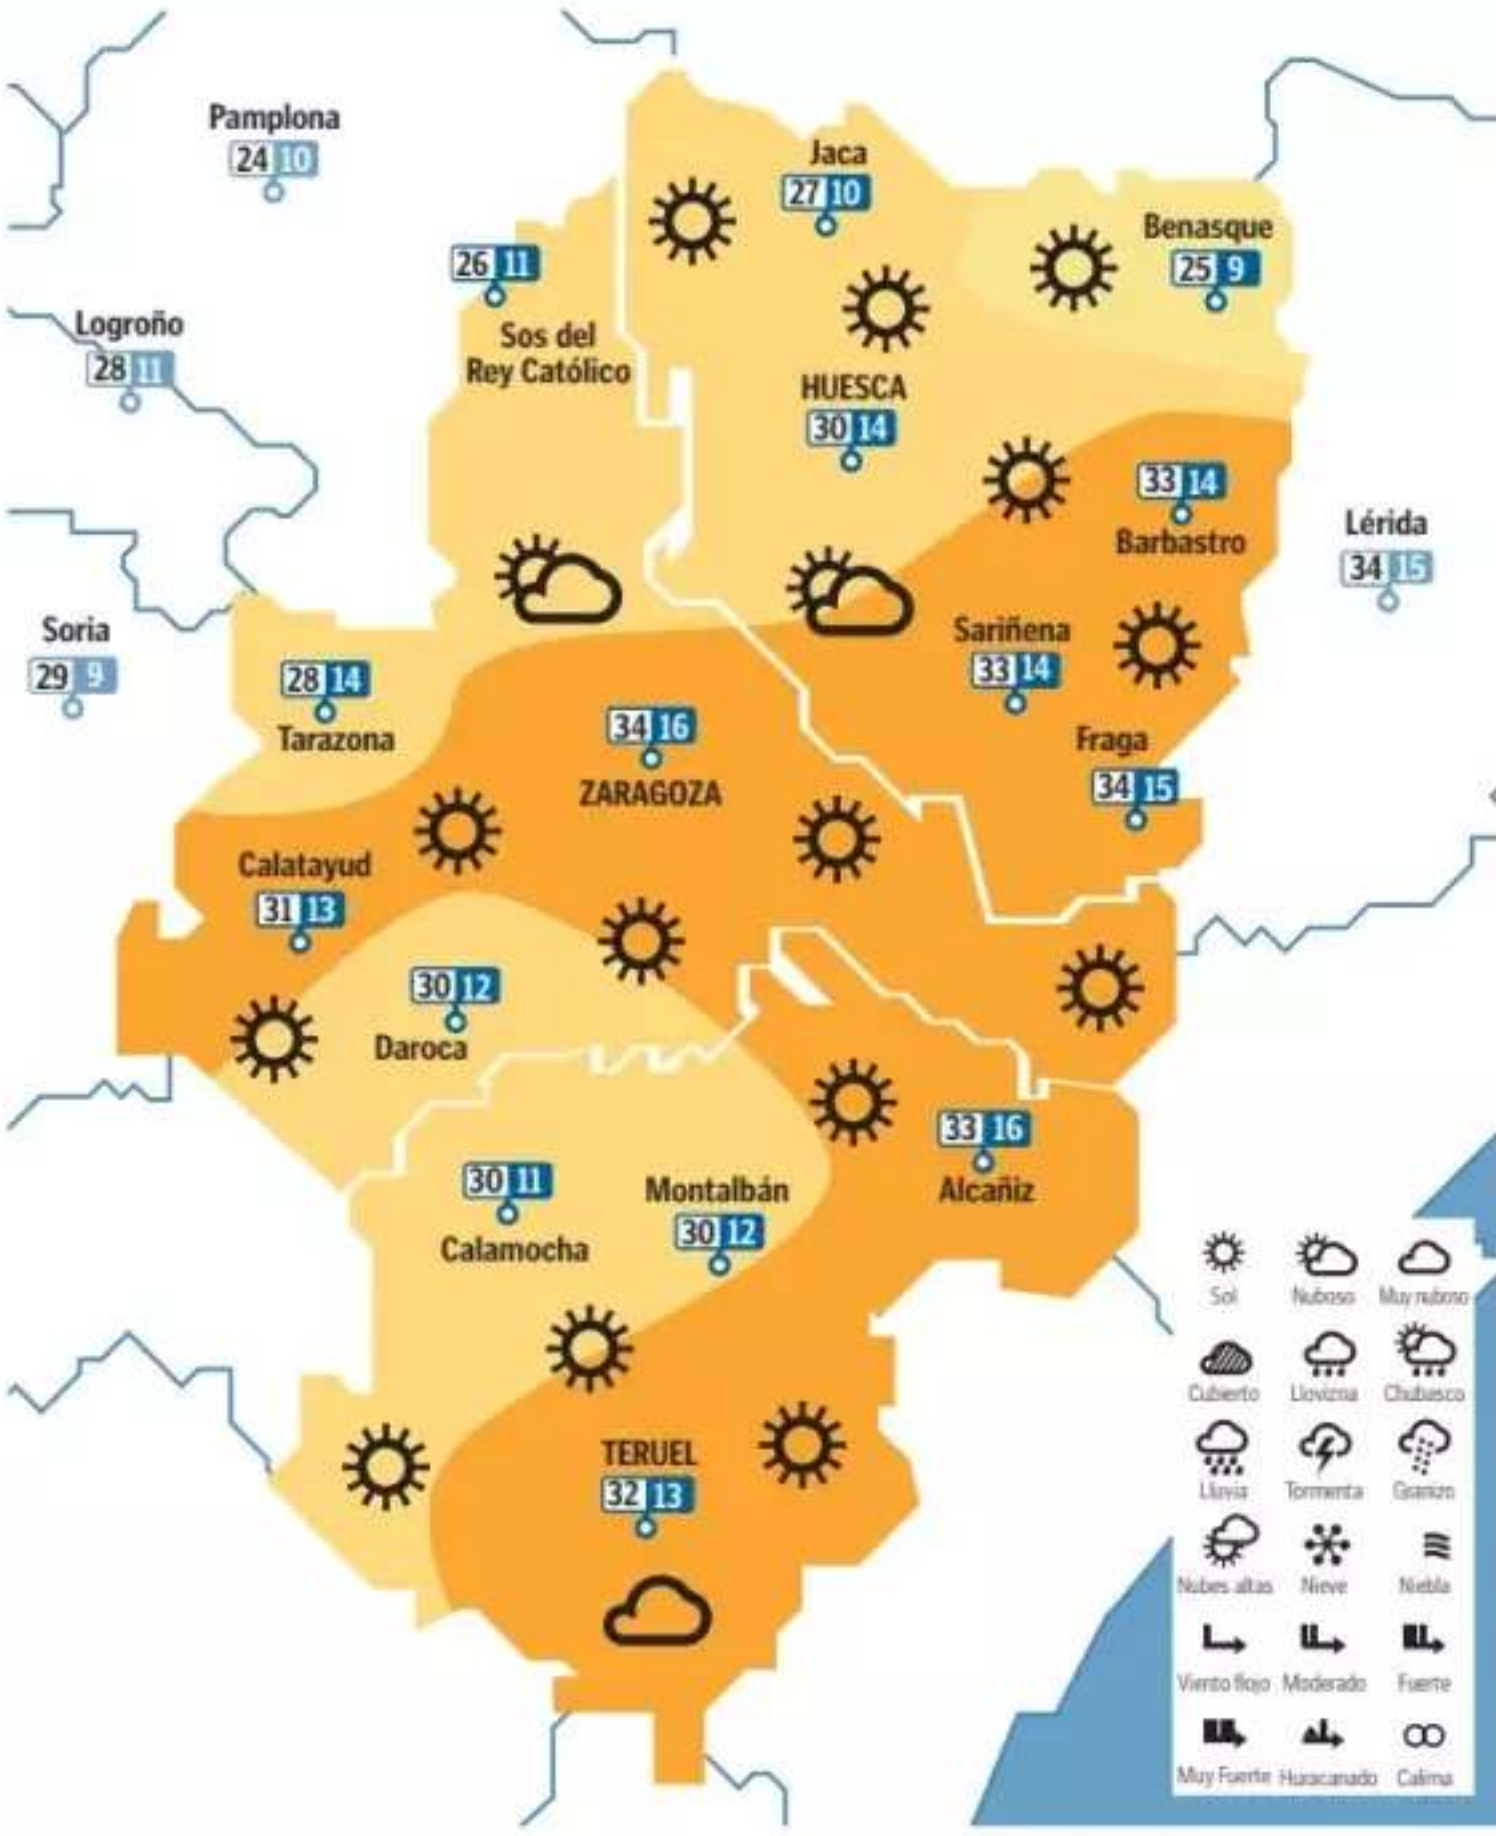 Pamplona
24 10
Jaca
27 10
Benasque
25 9
26 11
Sos del
Rey Católico
Logroño
28 11
HUESCA
30 14
33 14
Barbastro
Lérida
34 15
Soria
29 9
Sariñena
33 14
28 14
Tarazona
34 16
ZARAGOZA
Fraga
34 15
Calatayud
31 13
30 12
Daroca
33 16
Alcañiz
30 11
Calamocha
Montalbán
30 12
TERUEL
32 13
Sol Nuboso Muy nuboso
Cubierto Llovizna Chubasco
Lluvia Tormenta Granizo
Nubes altas Nieve Niebla
Viento flojo Moderado Fuerte
Muy Fuerte Huracanado Calima